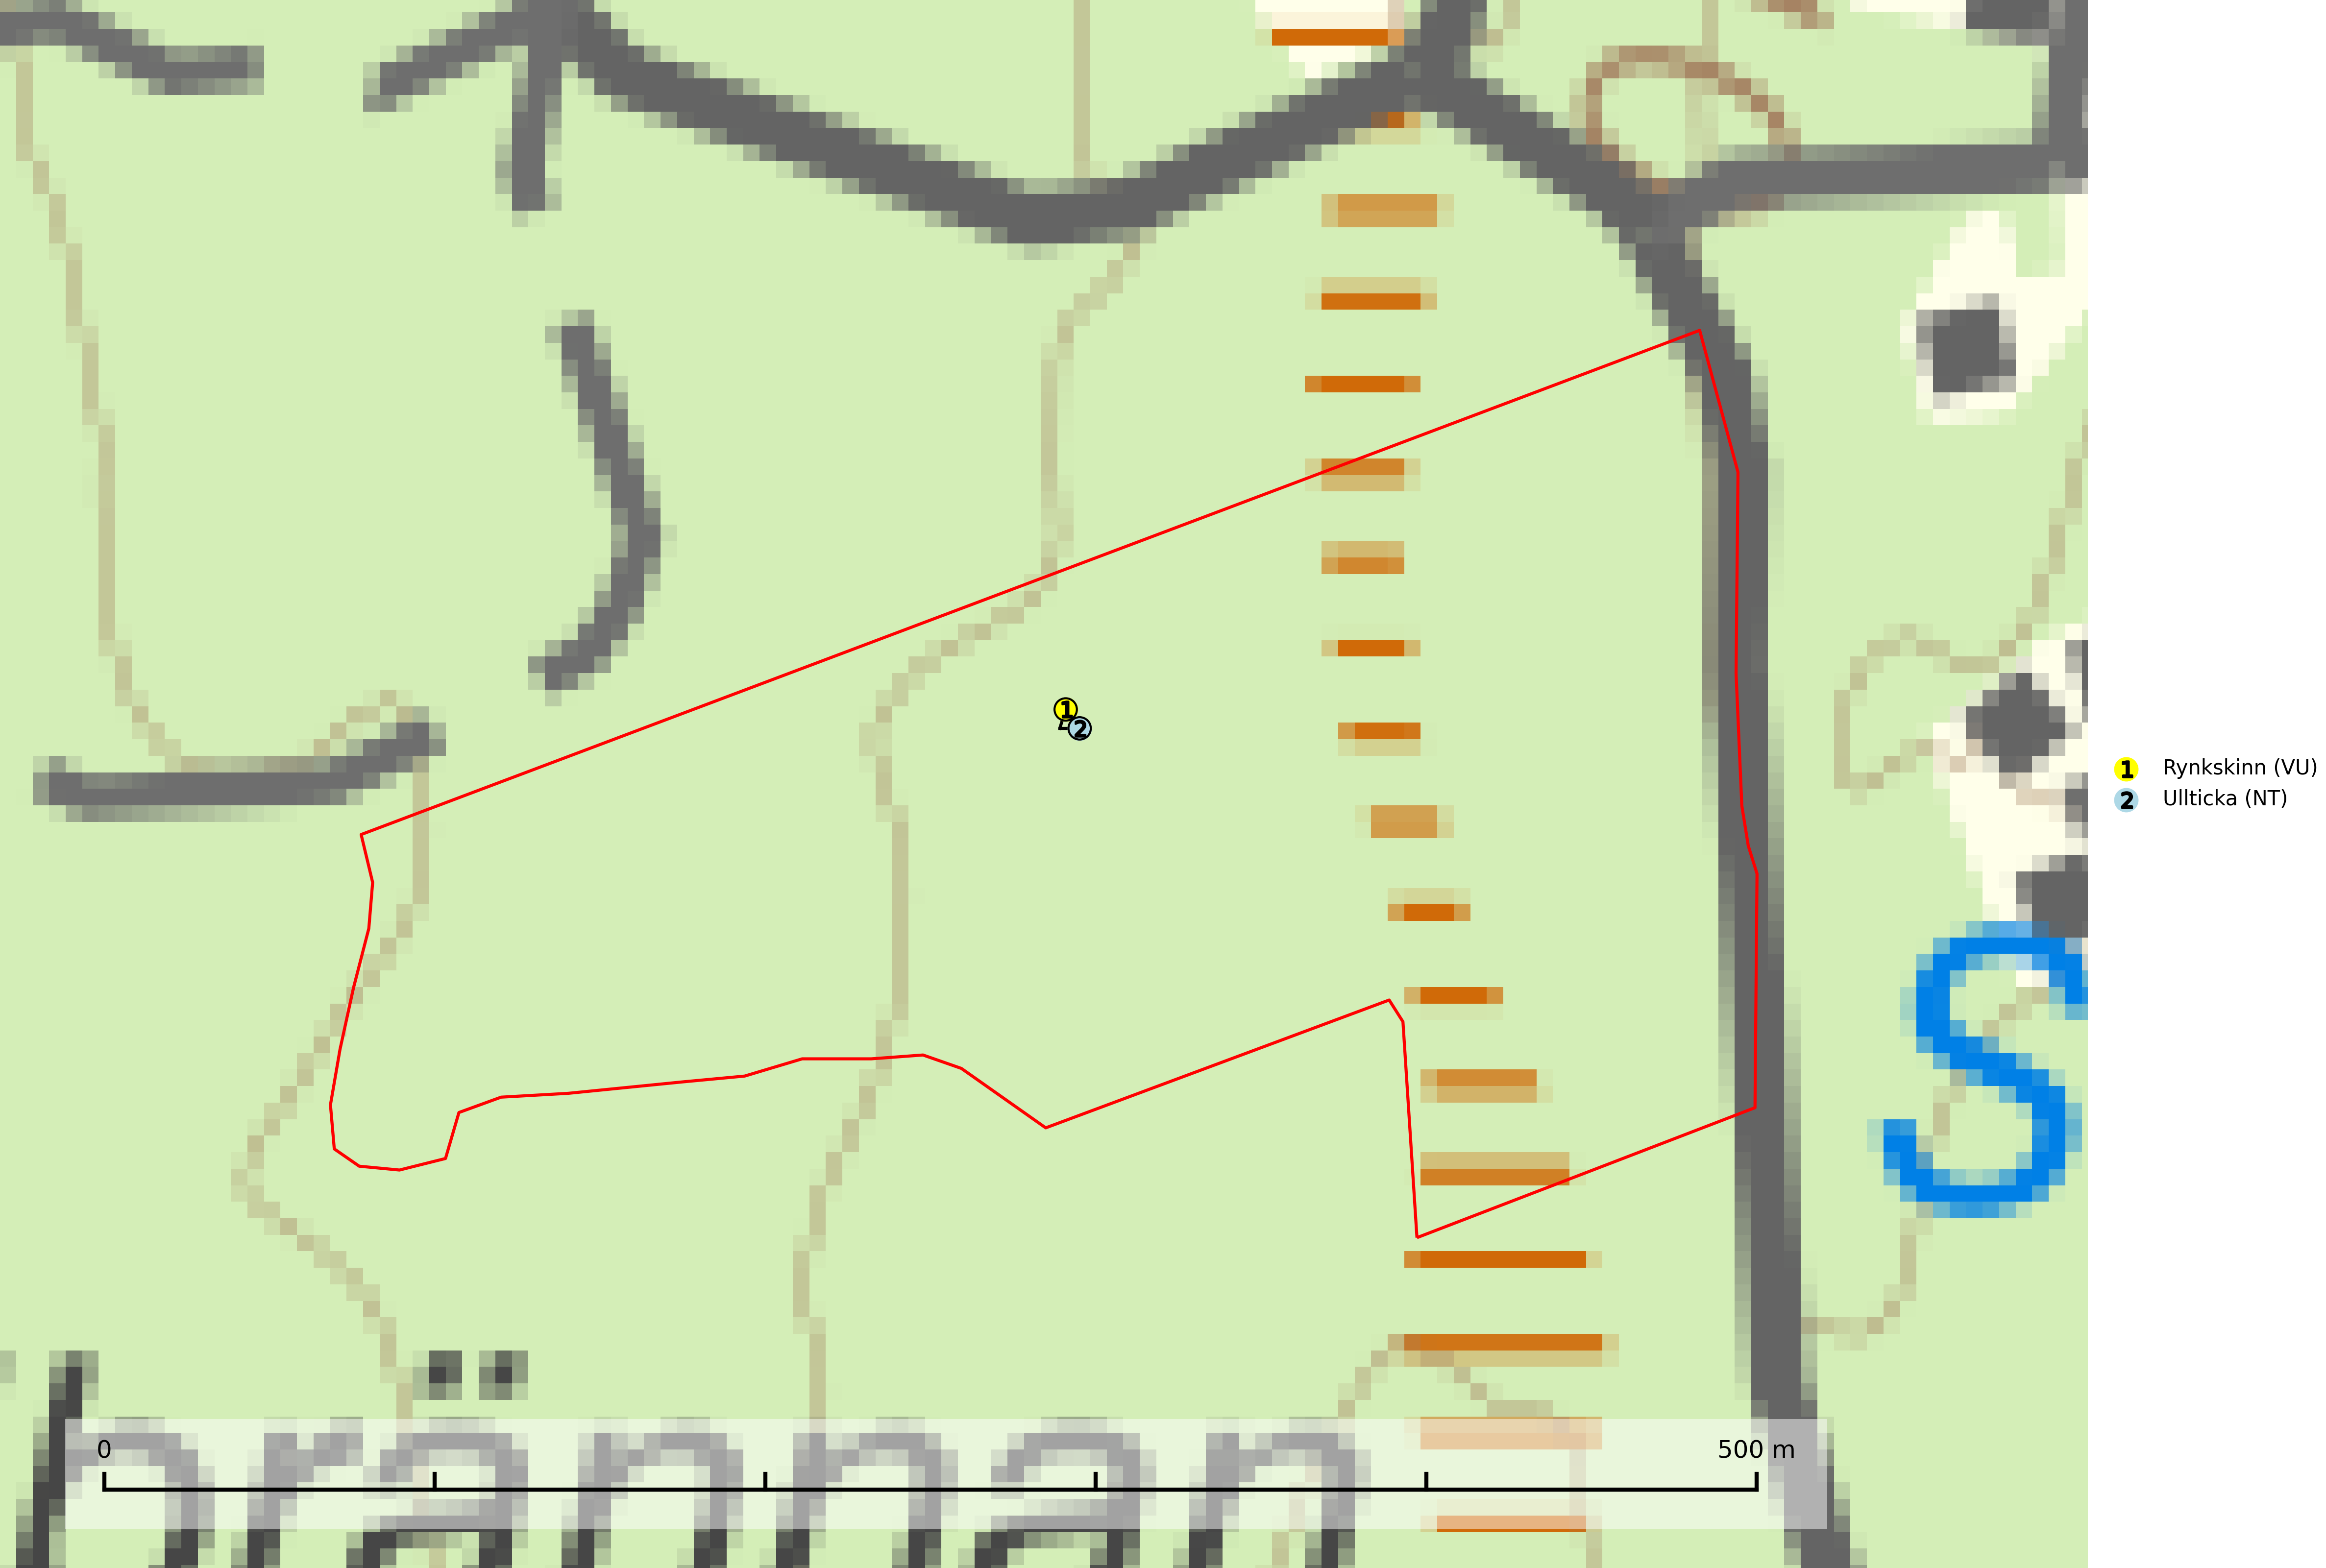 1
2
1 Rynkskinn (VU)
2 Ullticka (NT)
S
0 500 m